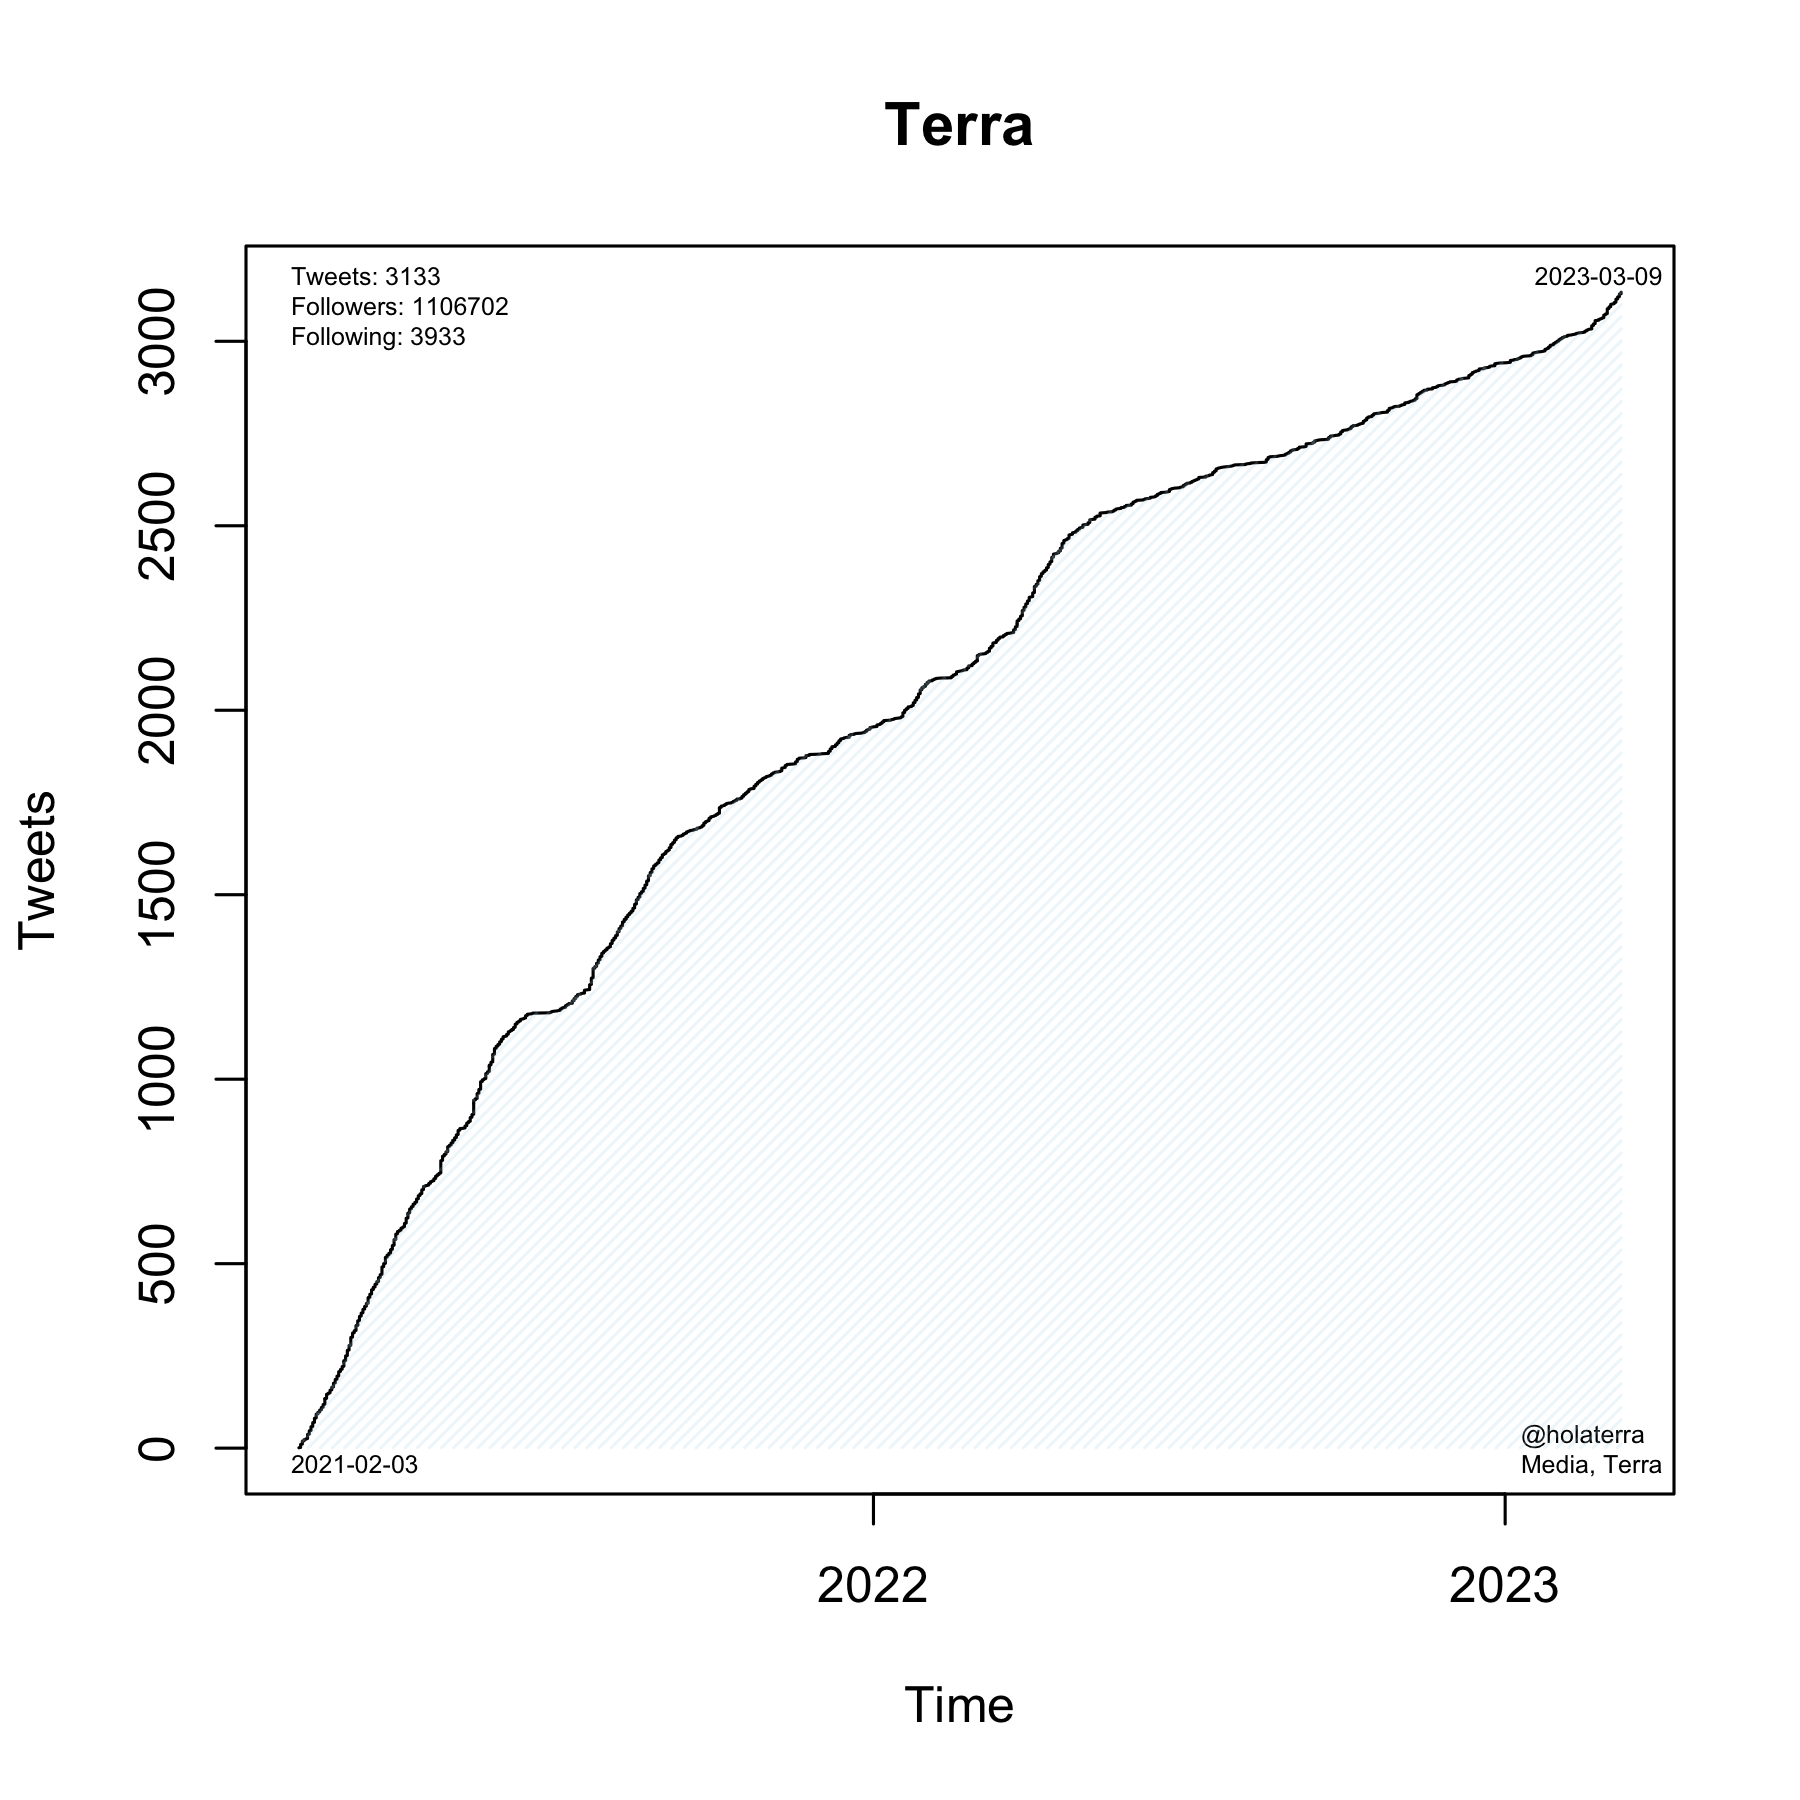 Terra
Tweets: 3133
Followers: 1106702
Following: 3933
2023-03-09
3000
2500
2000
1500
1000
500
0
Tweets
2021-02-03
@holaterra
Media, Terra
2022
2023
Time